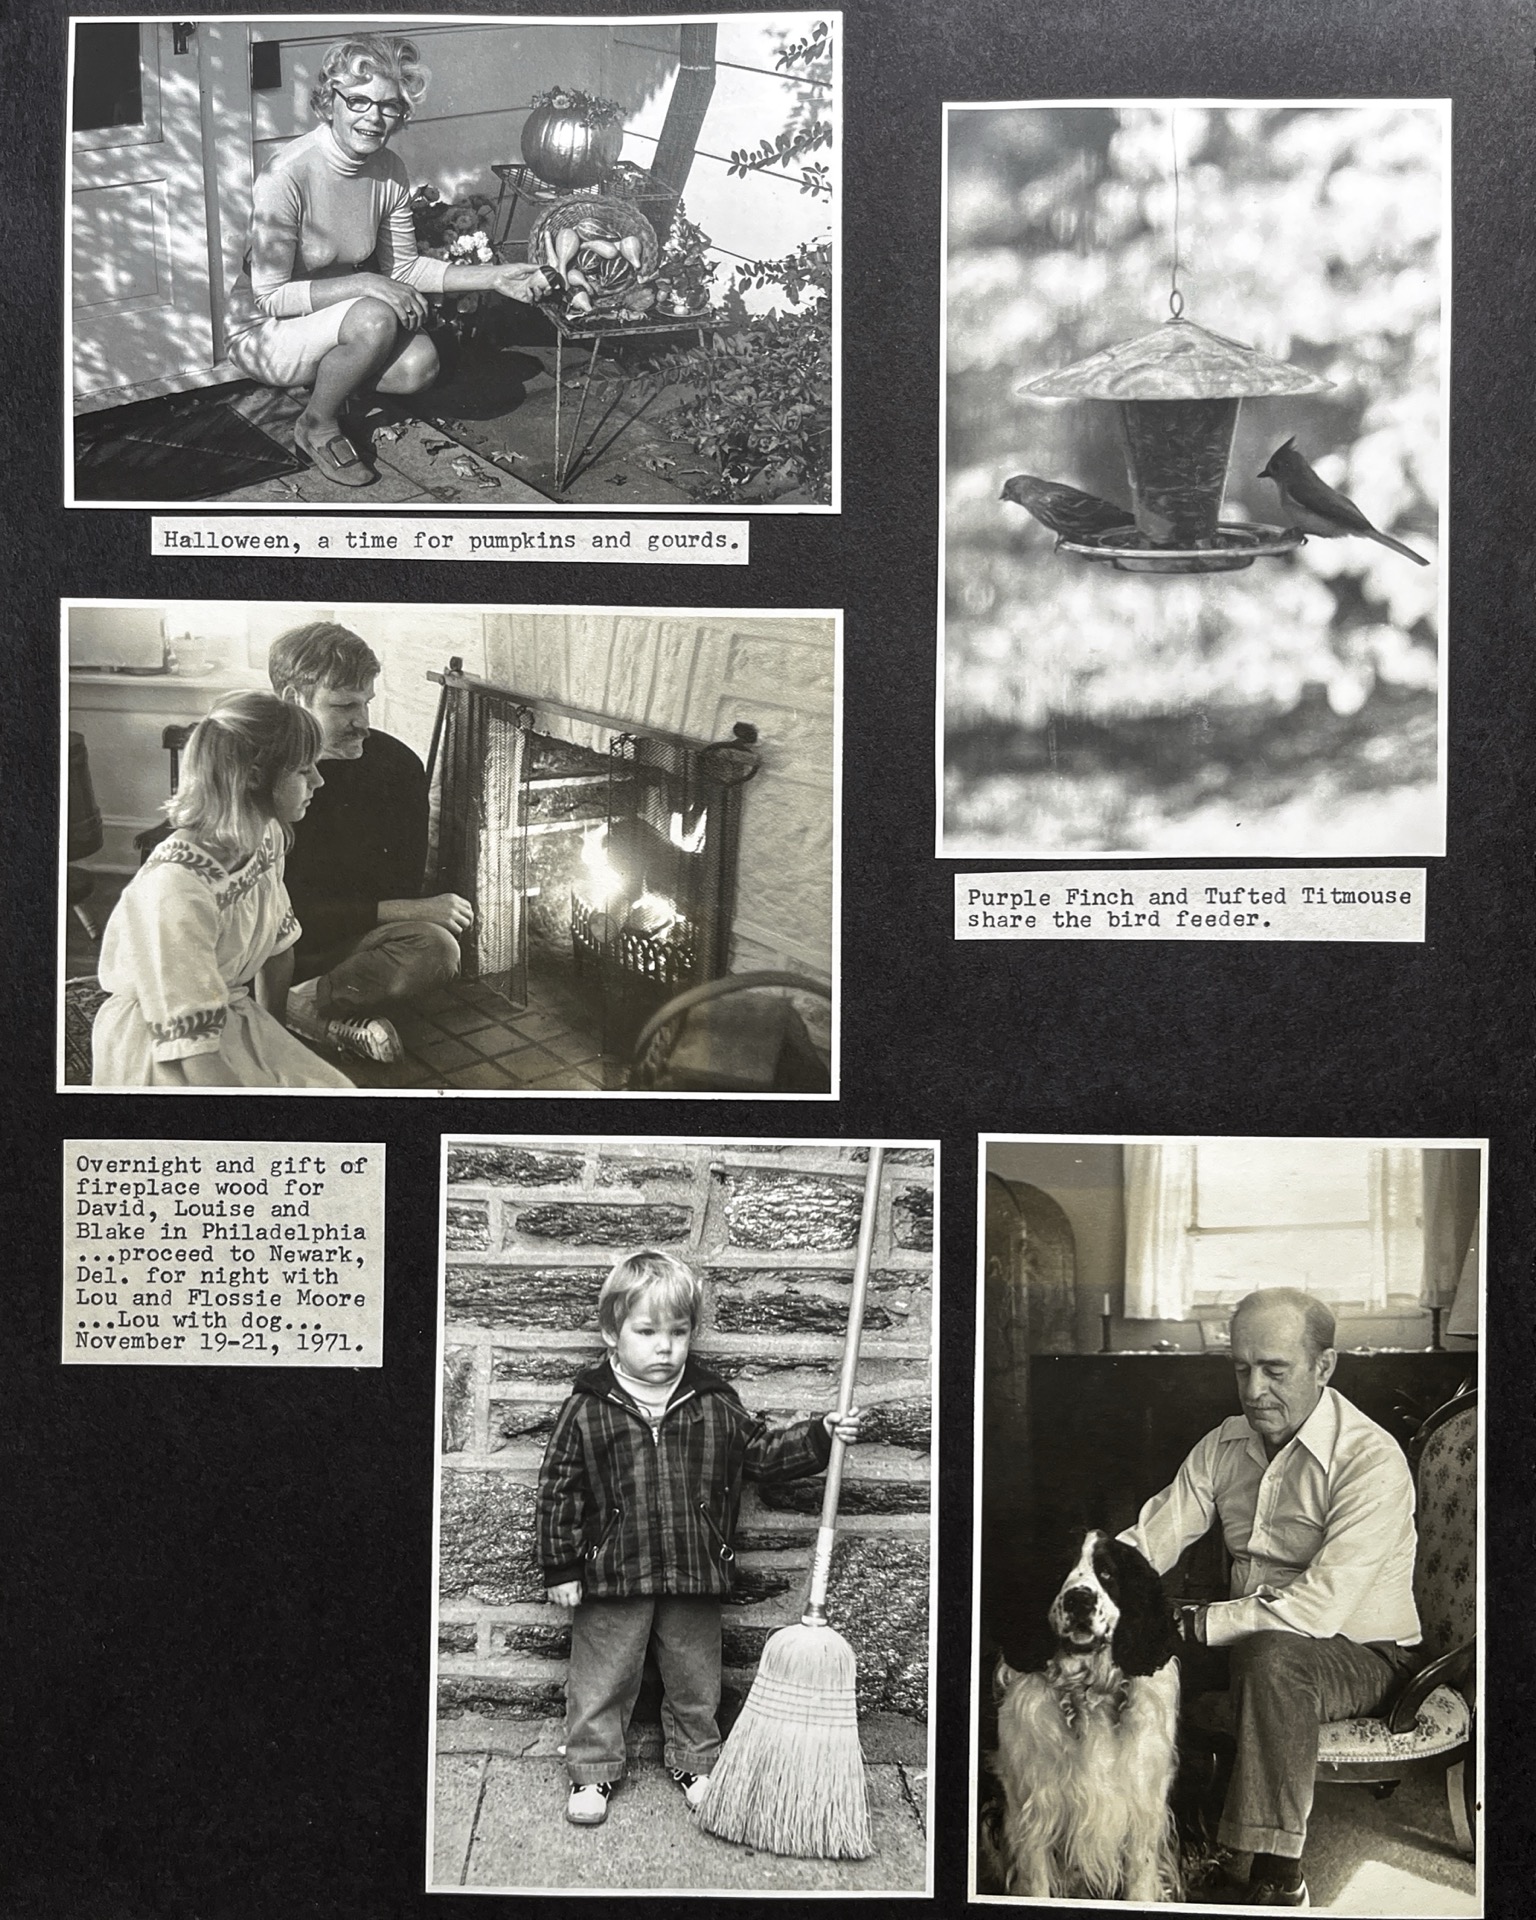 Halloween, a time for pumpkins and gourds.
Purple Finch and Tufted Titmouse
share the bird feeder.
Overnight and gift of
fireplace wood for
David, Louise and
Blake in Philadelphia
...proceed to Newark,
Del. for night with
Lou and Flossie Moore
...Lou with dog...
November 19-21, 1971.